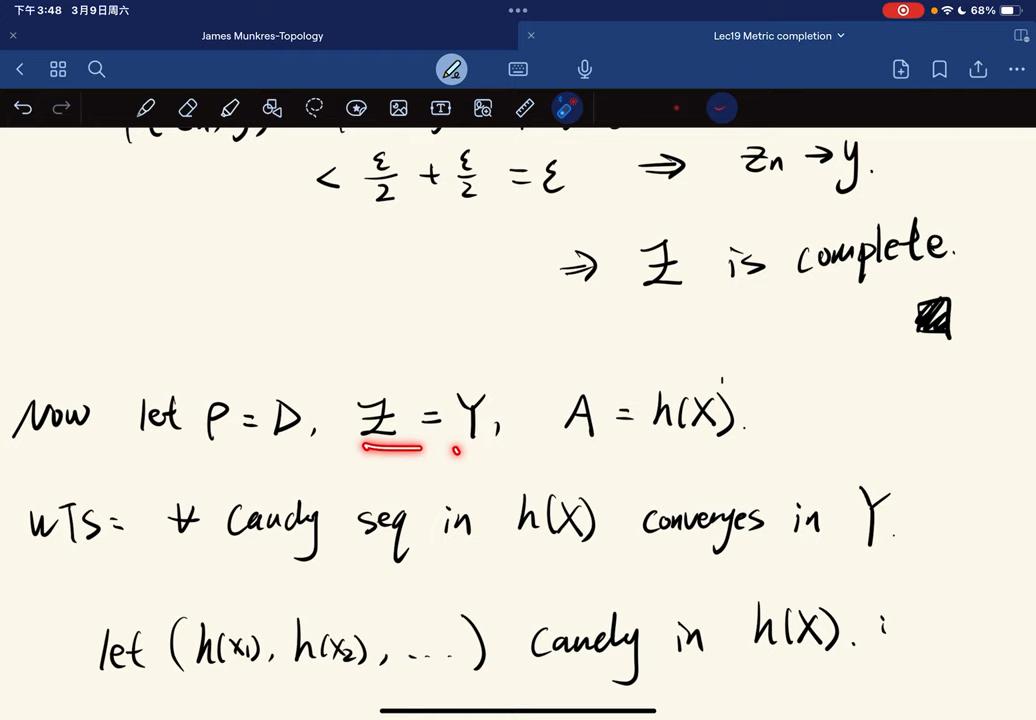 下午3:48 3月9日周六 68%
James Munkres-Topology Lec19 Metric completion
< ε/2 + ε/2 = ε ⇒ zn → y.
⇒ Z is complete.
Now let ρ = D, Z = Y, A = h(X).
WTS: ∀ Cauchy seq in h(X) converges in Y.
let (h(x1), h(x2), ....) Cauchy in h(X).